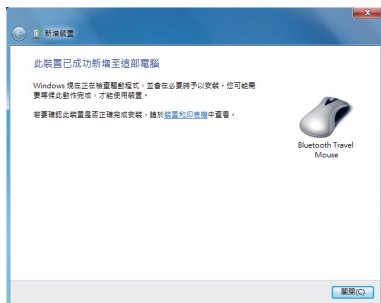 新增裝置
此裝置已成功新增至這部電腦
Windows 現在正在檢查驅動程式，並會在必要時予以安裝。您可能需
要等候此動作完成，才能使用裝置。
若要確認此裝置是否正確完成安裝，請於裝置和印表機中查看。
Bluetooth Travel
Mouse
關閉(C)